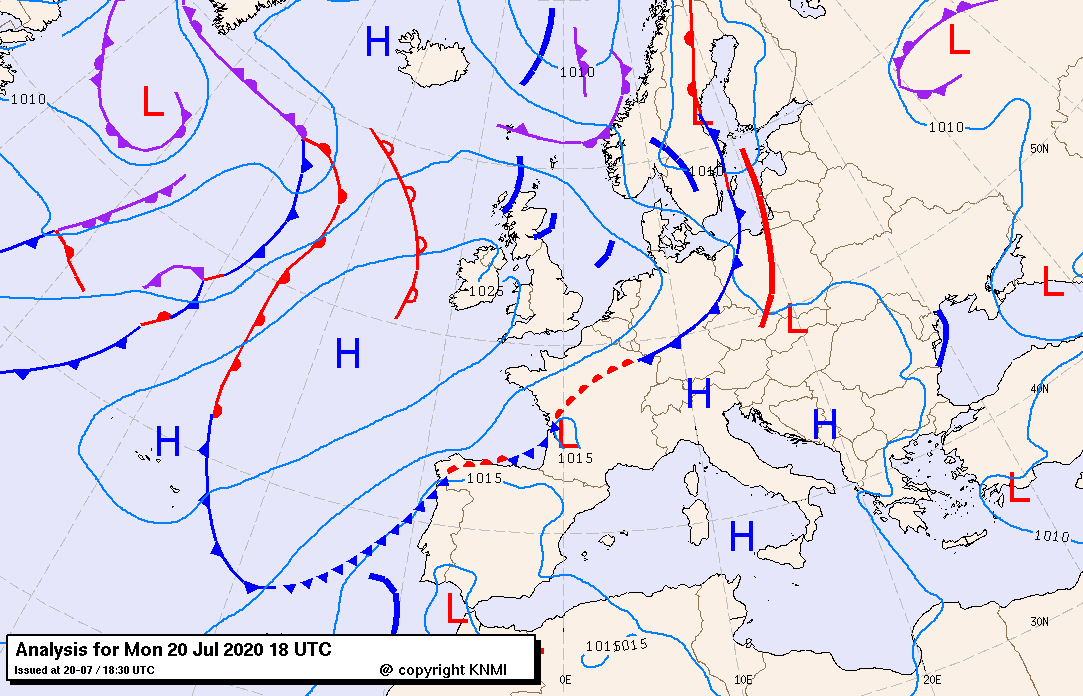 H
L
1010
L
1010
50N
1010
L
1010
L
1025
L
H
40N
H
H
H
L
1015
1015
L
H
1010
L
30N
Analysis for Mon 20 Jul 2020 18 UTC
Issued at 20-07 / 18:30 UTC
@ copyright KNMI
1015
1015
0E
10E
20E